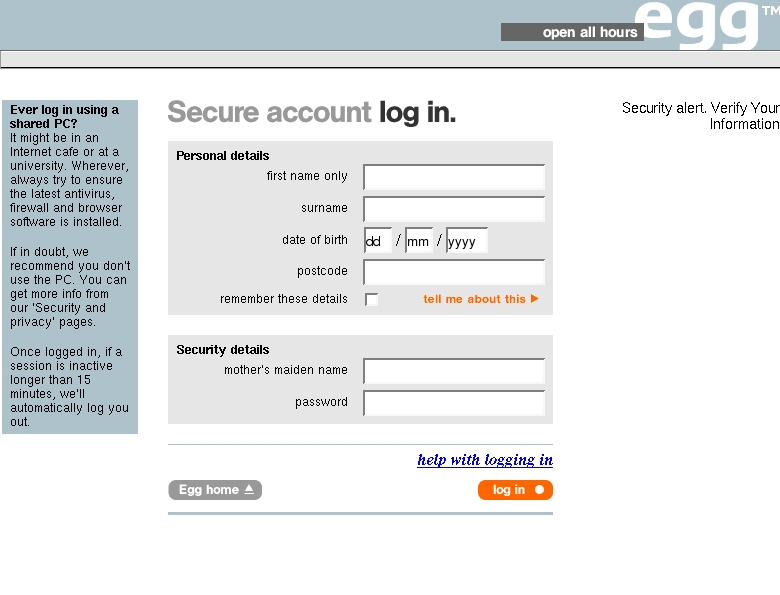 egg™
open all hours
Ever log in using a
shared PC?
It might be in an
Internet cafe or at a
university. Wherever,
always try to ensure
the latest antivirus,
firewall and browser
software is installed.
If in doubt, we
recommend you don't
use the PC. You can
get more info from
our 'Security and
privacy' pages.
Once logged in, if a
session is inactive
longer than 15
minutes, we'll
automatically log you
out.
Secure account log in.
Personal details
first name only
surname
date of birth dd / mm / yyyy
postcode
remember these details tell me about this
Security details
mother's maiden name
password
help with logging in
Egg home log in
Security alert. Verify Your
Information